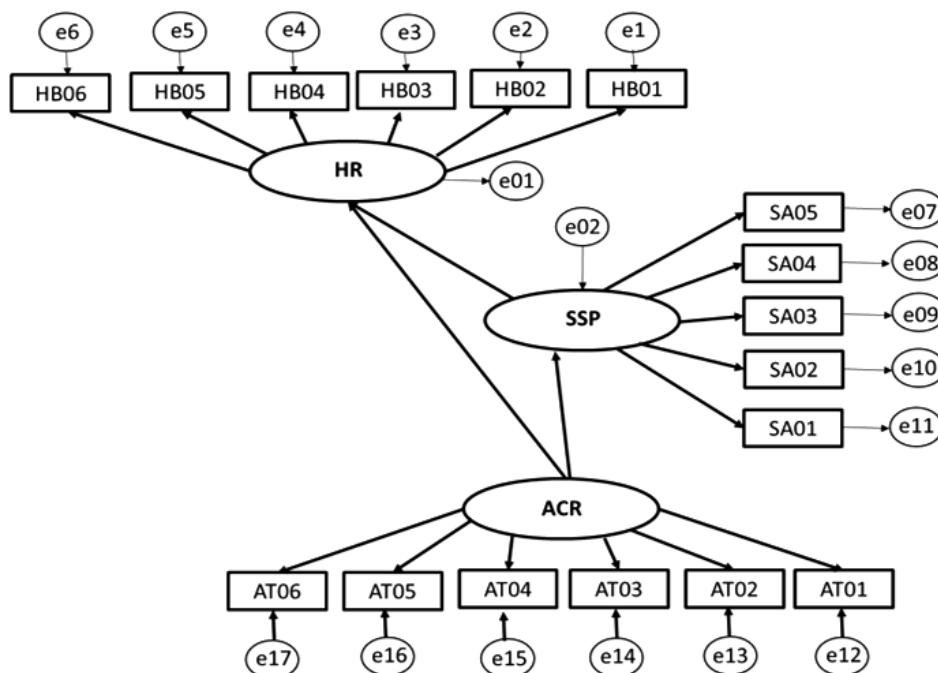 e6 e5 e4 e3 e2 e1
HB06 HB05 HB04 HB03 HB02 HB01
HR
e01
SA05 e07
e02
SA04 e08
SSP
SA03 e09
SA02 e10
SA01 e11
ACR
AT06 AT05 AT04 AT03 AT02 AT01
e17 e16 e15 e14 e13 e12